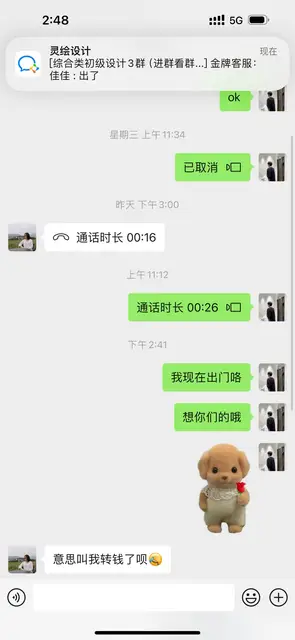 2:48
5G
灵绘设计
现在
[综合类初级设计3群 (进群看群...] 金牌客服:
佳佳 : 出了
ok
星期三 上午11:34
已取消
昨天 下午3:00
通话时长 00:16
上午11:12
通话时长 00:26
下午2:41
我现在出门咯
想你们的哦
意思叫我转钱了呗